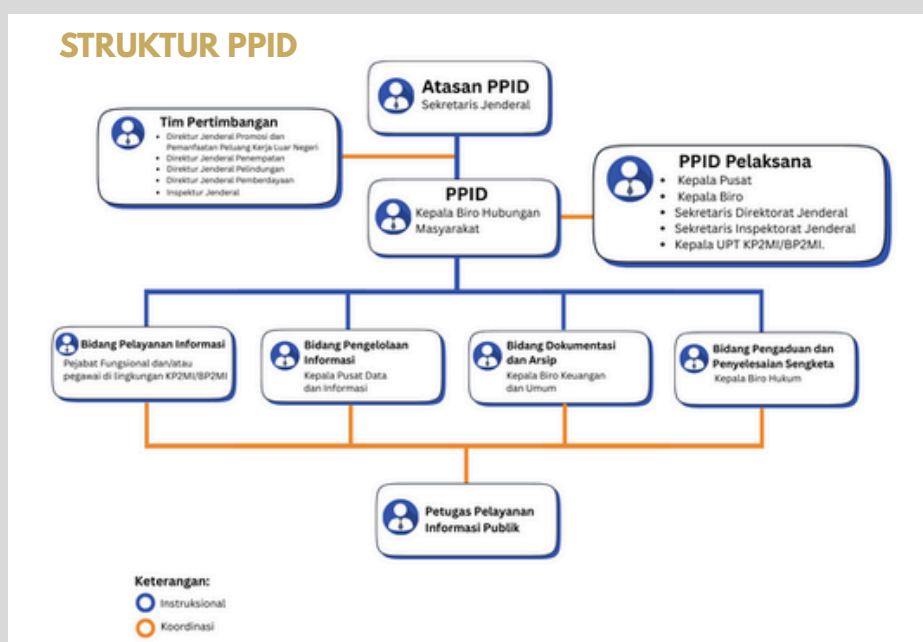 STRUKTUR PPID
Atasan PPID
Sekretaris Jenderal
Tim Pertimbangan
• Direktur Jenderal Promosi dan
Pemanfaatan Peluang Kerja Luar Negeri
• Direktur Jenderal Penempatan
• Direktur Jenderal Pelindungan
• Direktur Jenderal Pemberdayaan
• Inspektur Jenderal
PPID
Kepala Biro Hubungan
Masyarakat
PPID Pelaksana
• Kepala Pusat
• Kepala Biro
• Sekretaris Direktorat Jenderal
• Sekretaris Inspektorat Jenderal
• Kepala UPT KP2MI/BP2MI.
Bidang Pelayanan Informasi
Pejabat Fungsional dan/atau
pegawai di lingkungan KP2MI/BP2MI
Bidang Pengelolaan
Informasi
Kepala Pusat Data
dan Informasi
Bidang Dokumentasi
dan Arsip
Kepala Biro Keuangan
dan Umum
Bidang Pengaduan dan
Penyelesaian Sengketa
Kepala Biro Hukum
Petugas Pelayanan
Informasi Publik
Keterangan:
Instruksional
Koordinasi